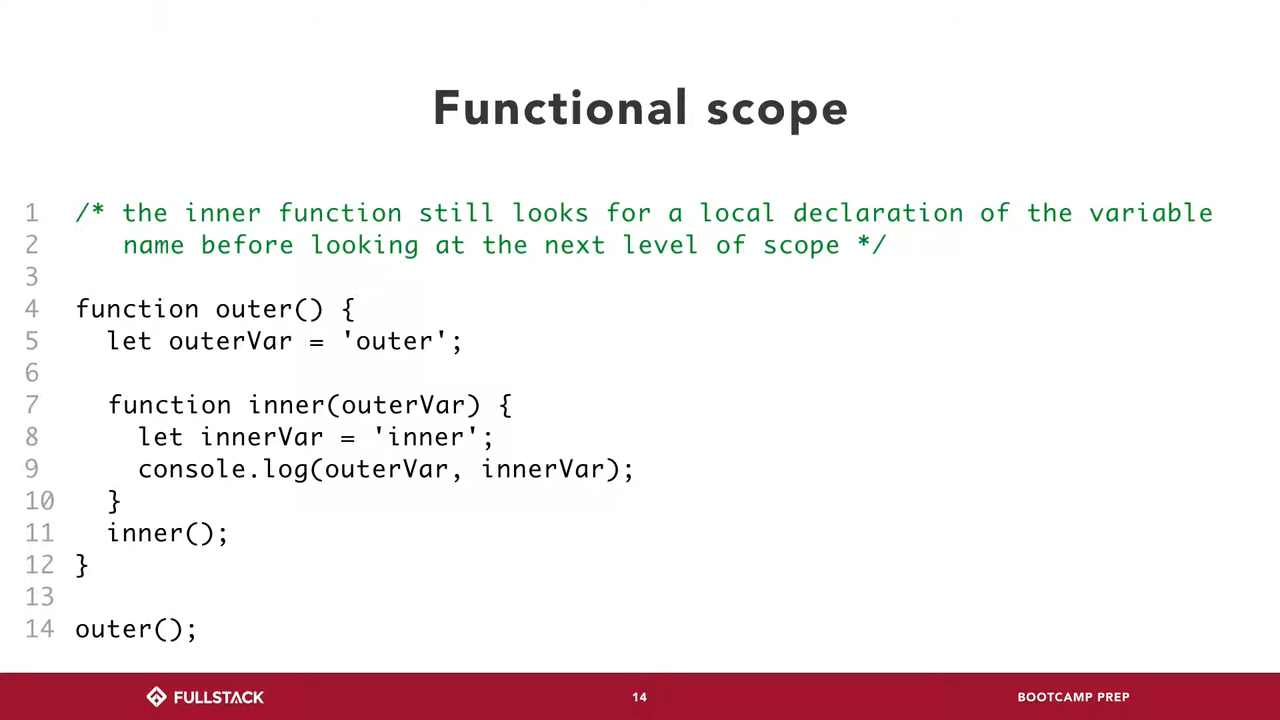 Functional scope
1 /* the inner function still looks for a local declaration of the variable
2 name before looking at the next level of scope */
3
4 function outer() {
5 let outerVar = 'outer';
6
7 function inner(outerVar) {
8 let innerVar = 'inner';
9 console.log(outerVar, innerVar);
10 }
11 inner();
12 }
13
14 outer();
FULLSTACK 14 BOOTCAMP PREP